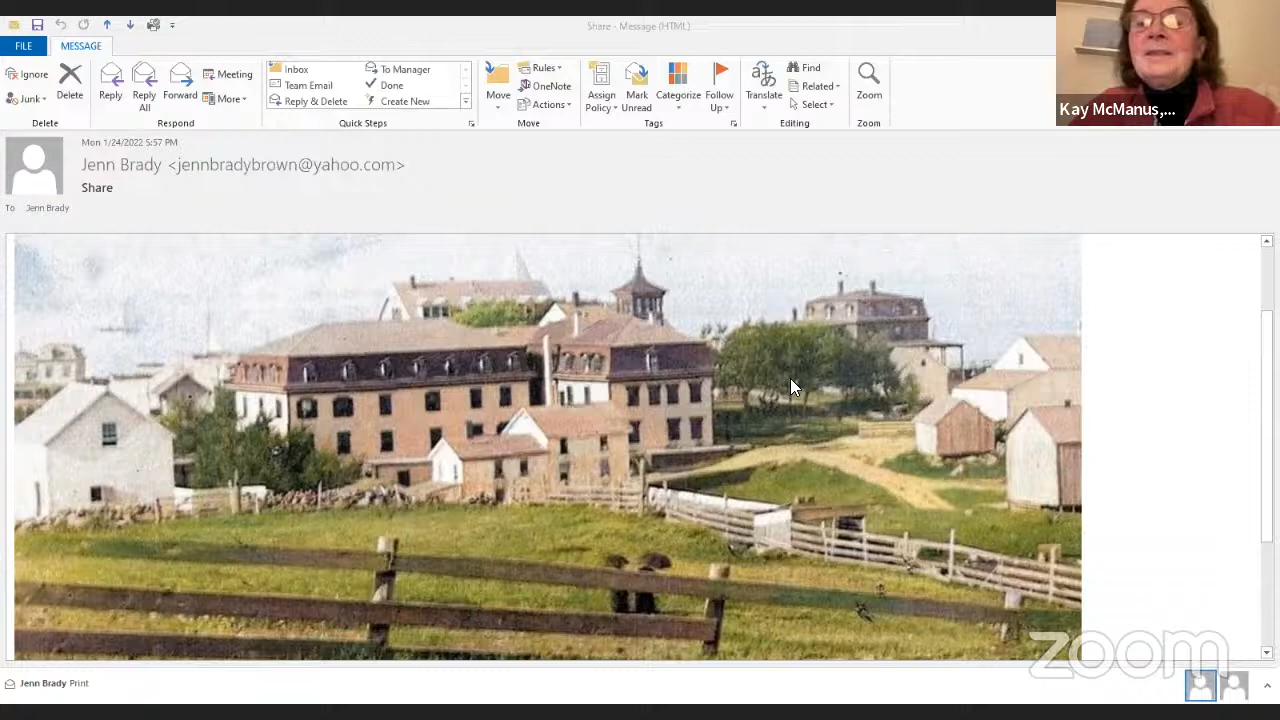 Share - Message (HTML)
FILE
MESSAGE
Ignore
Junk
Delete
Reply
Reply All
Forward
Meeting
More
Inbox
Team Email
Reply & Delete
To Manager
Done
Create New
Move
Rules
OneNote
Actions
Assign Policy
Mark Unread
Categorize
Follow Up
Translate
Find
Related
Select
Zoom
Delete
Respond
Quick Steps
Move
Tags
Editing
Zoom
Kay McManus,...
Mon 1/24/2022 5:57 PM
Jenn Brady <jennbradybrown@yahoo.com>
Share
To Jenn Brady
zoom
Jenn Brady Print